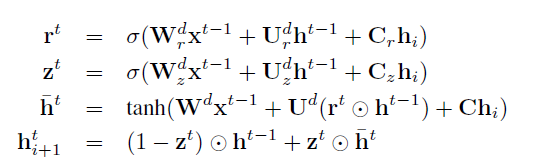 r^t = σ(W_r^d x^{t−1} + U_r^d h^{t−1} + C_r h_i)
z^t = σ(W_z^d x^{t−1} + U_z^d h^{t−1} + C_z h_i)
h̄^t = tanh(W^d x^{t−1} + U^d(r^t ⊙ h^{t−1}) + Ch_i)
h_{i+1}^t = (1 − z^t) ⊙ h^{t−1} + z^t ⊙ h̄^t